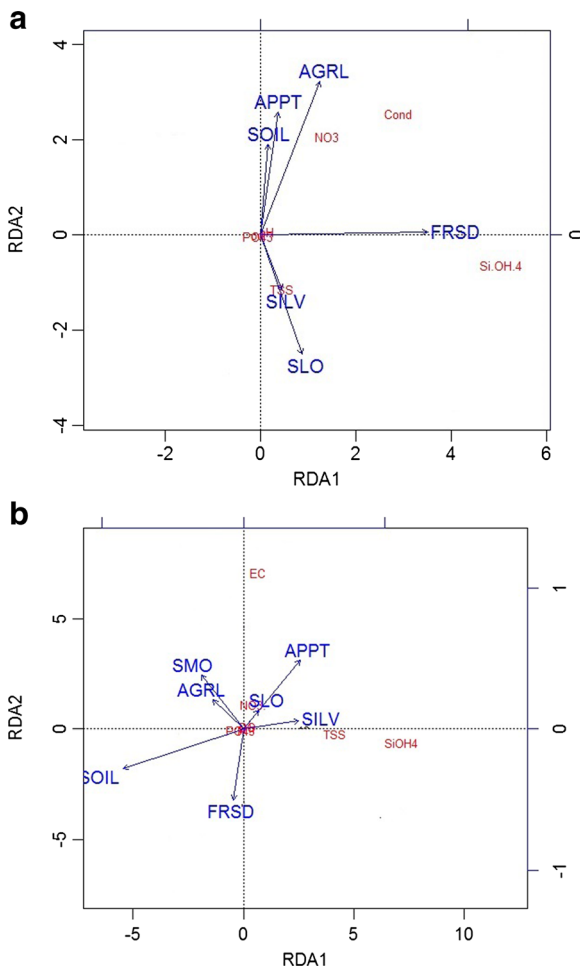 a
4
AGRL
APPT
Cond
2
SOIL
NO3
RDA2
0
FRSD
0
Si.OH.4
TSS
SILV
-2
SLO
-4
-2
0
2
4
6
RDA1
b
EC
1
5
APPT
SMO
AGRL
SLO
SILV
RDA2
0
0
TSS
SiOH4
SOIL
FRSD
-5
-1
-5
0
5
10
RDA1